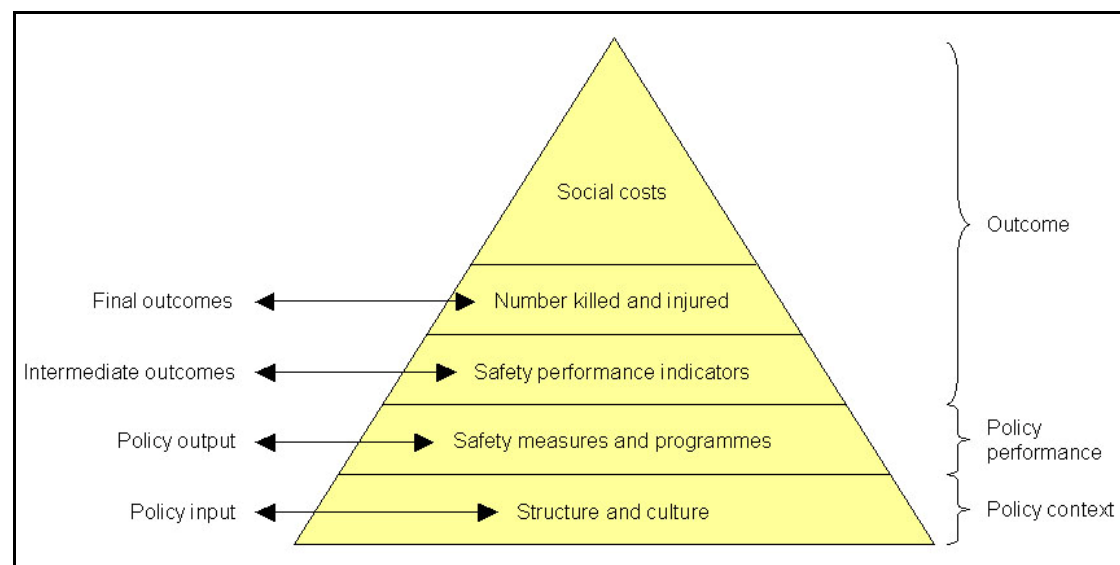 Social costs
Outcome
Final outcomes
Number killed and injured
Intermediate outcomes
Safety performance indicators
Policy output
Safety measures and programmes
Policy
performance
Policy input
Structure and culture
Policy context